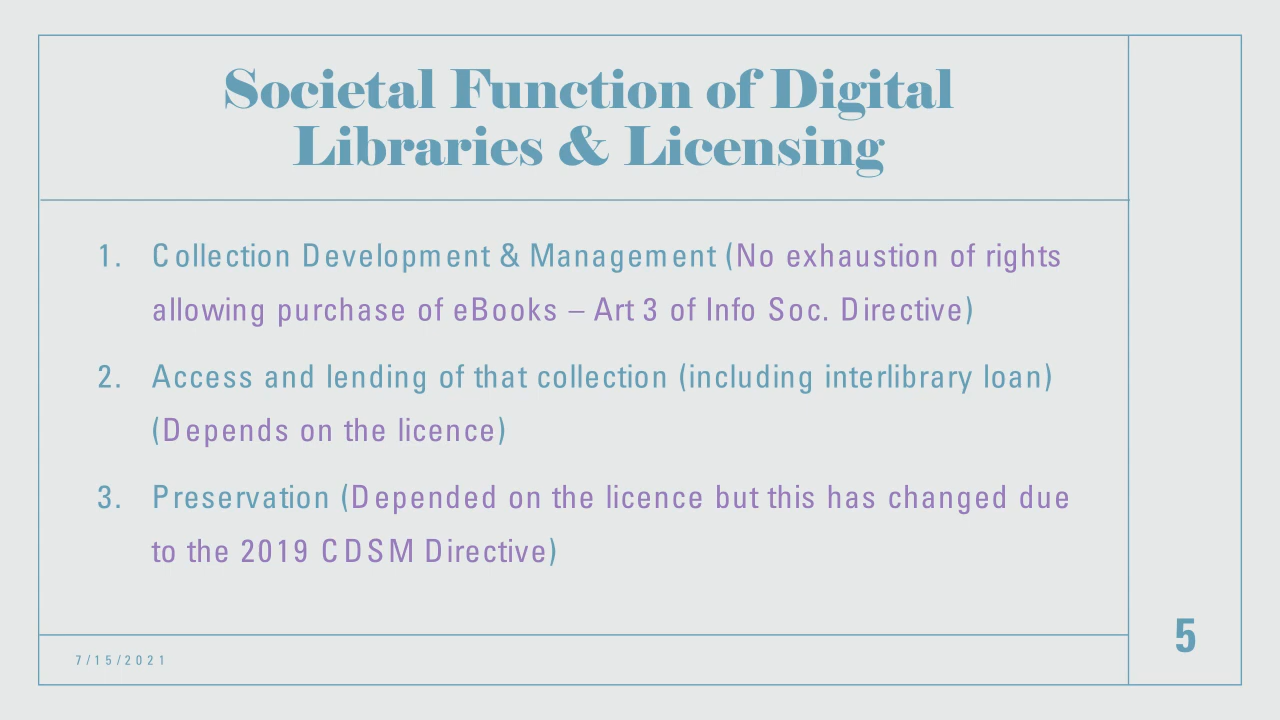 Societal Function of Digital
Libraries & Licensing
1. Collection Development & Management (No exhaustion of rights
allowing purchase of eBooks – Art 3 of Info Soc. Directive)
2. Access and lending of that collection (including interlibrary loan)
(Depends on the licence)
3. Preservation (Depended on the licence but this has changed due
to the 2019 CDSM Directive)
5
7/15/2021